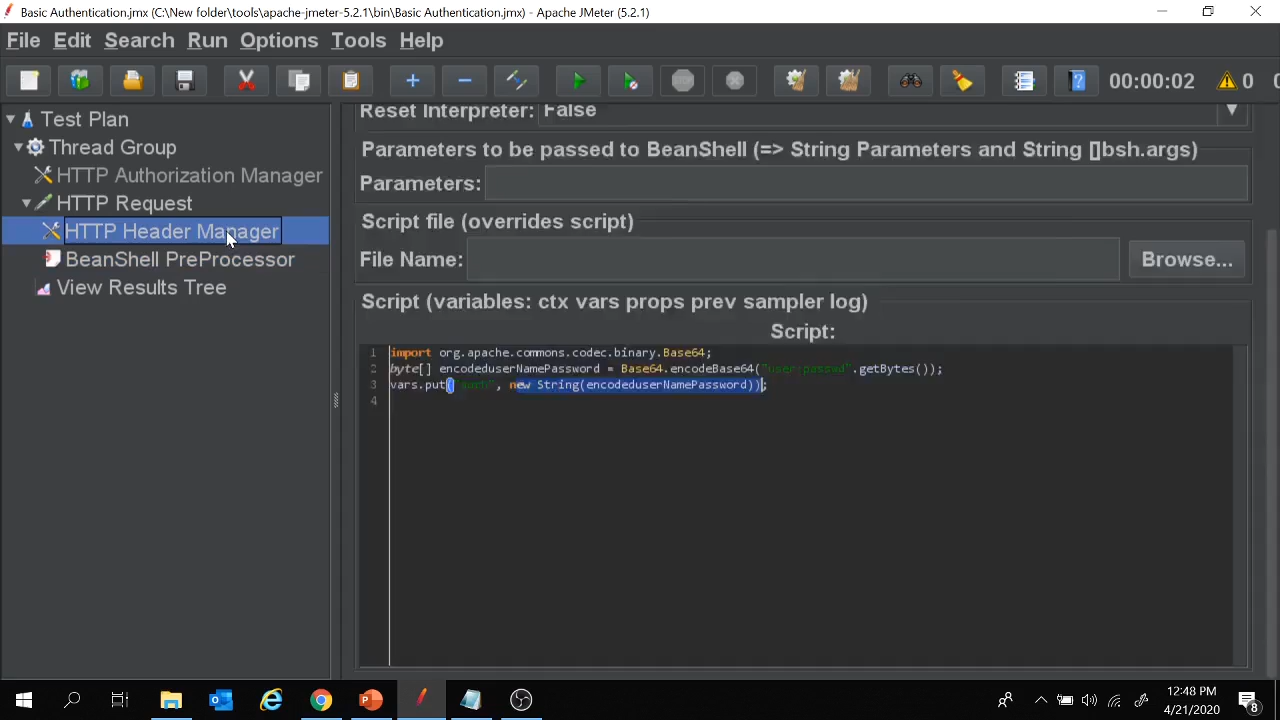 Basic Authentication.jmx (C:\New folder\tools\apache-jmeter-5.2.1\bin\Basic Authentication.jmx) - Apache JMeter (5.2.1)
File Edit Search Run Options Tools Help
00:00:02 0
Test Plan
Thread Group
HTTP Authorization Manager
HTTP Request
HTTP Header Manager
BeanShell PreProcessor
View Results Tree
Reset Interpreter: False
Parameters to be passed to BeanShell (=> String Parameters and String []bsh.args)
Parameters:
Script file (overrides script)
File Name: Browse...
Script (variables: ctx vars props prev sampler log)
Script:
1 import org.apache.commons.codec.binary.Base64;
2 byte[] encodeduserNamePassword = Base64.encodeBase64("user:passwd".getBytes());
3 vars.put( , new String(encodeduserNamePassword));
4
12:48 PM
4/21/2020
8